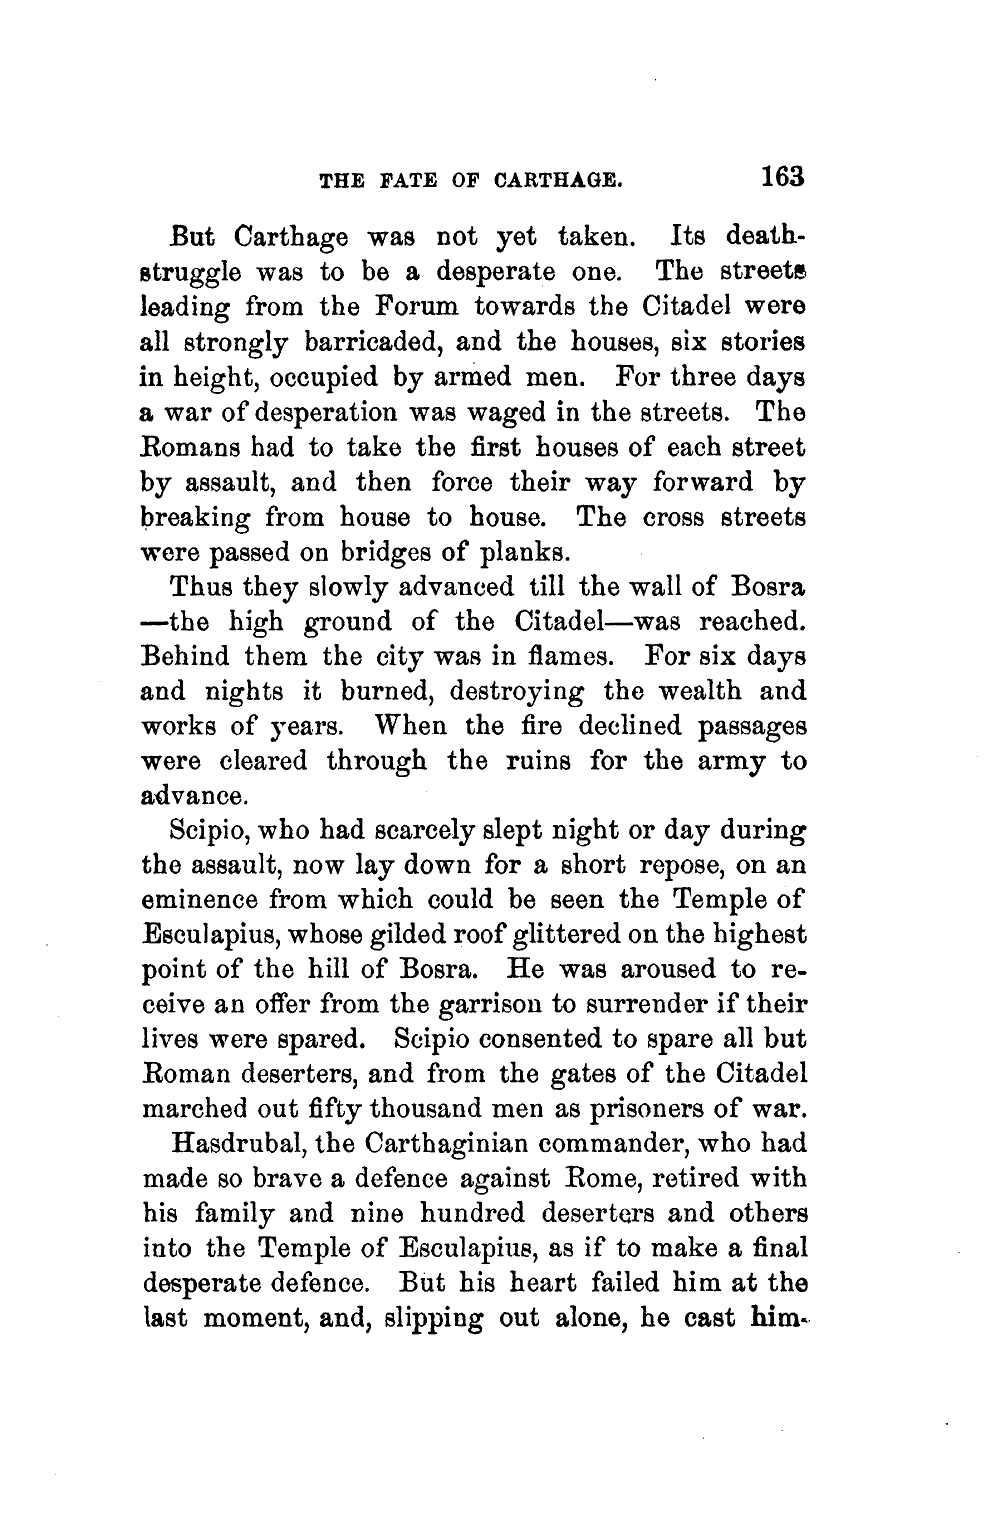 THE FATE OF CARTHAGE. 163
But Carthage was not yet taken. Its death-
struggle was to be a desperate one. The streets
leading from the Forum towards the Citadel were
all strongly barricaded, and the houses, six stories
in height, occupied by armed men. For three days
a war of desperation was waged in the streets. The
Romans had to take the first houses of each street
by assault, and then force their way forward by
breaking from house to house. The cross streets
were passed on bridges of planks.
Thus they slowly advanced till the wall of Bosra
—the high ground of the Citadel—was reached.
Behind them the city was in flames. For six days
and nights it burned, destroying the wealth and
works of years. When the fire declined passages
were cleared through the ruins for the army to
advance.
Scipio, who had scarcely slept night or day during
the assault, now lay down for a short repose, on an
eminence from which could be seen the Temple of
Esculapius, whose gilded roof glittered on the highest
point of the hill of Bosra. He was aroused to re-
ceive an offer from the garrison to surrender if their
lives were spared. Scipio consented to spare all but
Roman deserters, and from the gates of the Citadel
marched out fifty thousand men as prisoners of war.
Hasdrubal, the Carthaginian commander, who had
made so brave a defence against Rome, retired with
his family and nine hundred deserters and others
into the Temple of Esculapius, as if to make a final
desperate defence. But his heart failed him at the
last moment, and, slipping out alone, he cast him-